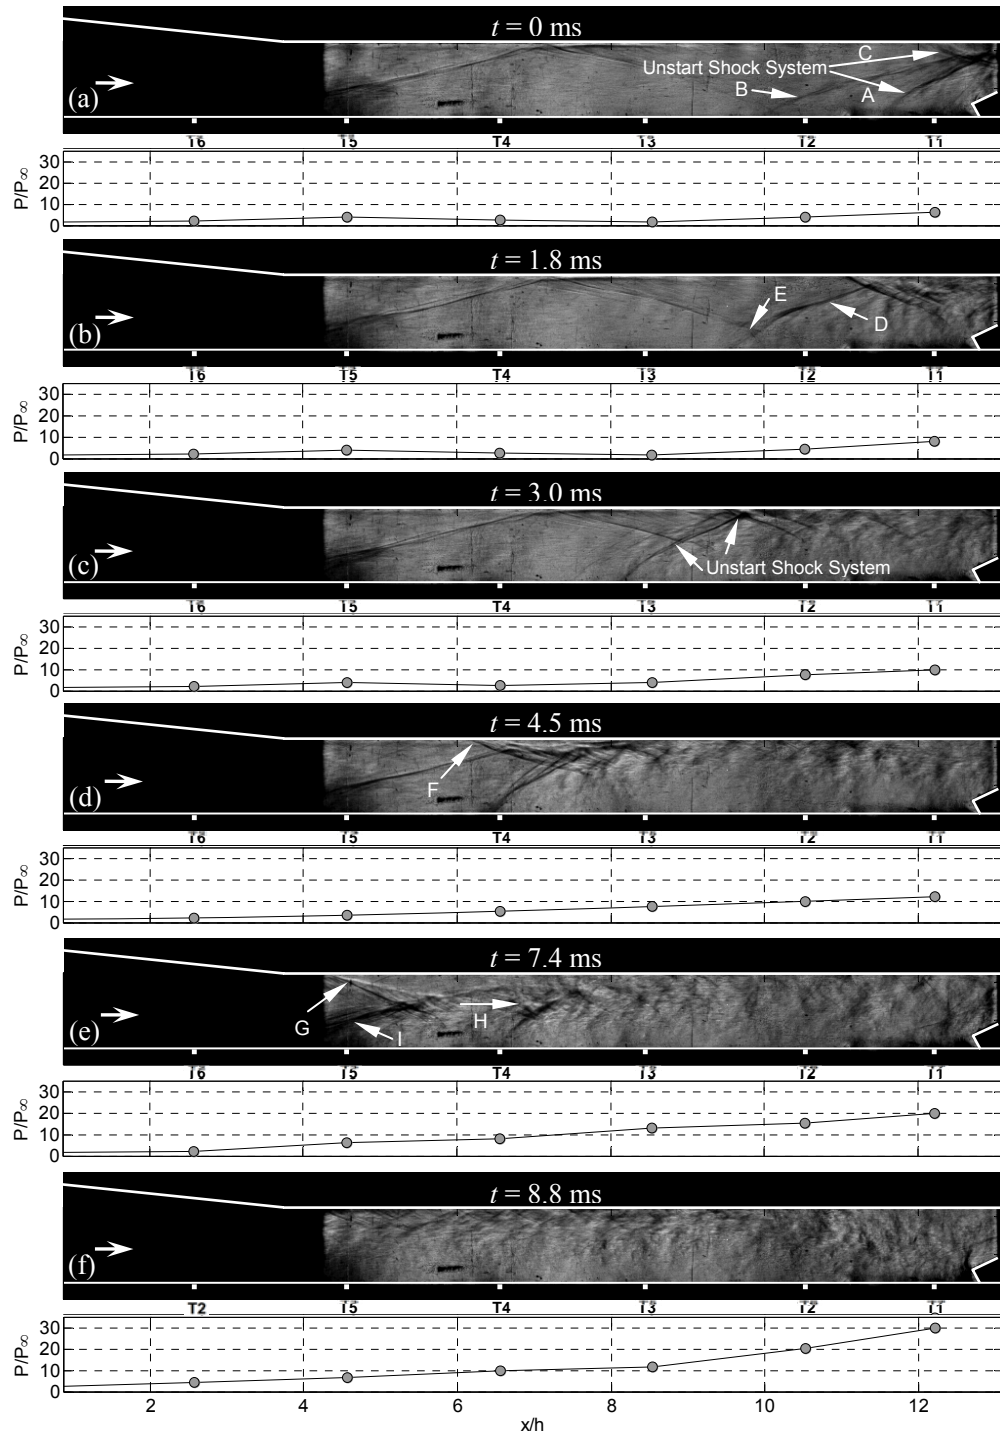 t = 0 ms
C
Unstart Shock System
B
A
(a)
T6 T5 T4 T3 T2 T1
30
20
10
0
P/P∞
t = 1.8 ms
E
D
(b)
T6 T5 T4 T3 T2 T1
30
20
10
0
P/P∞
t = 3.0 ms
Unstart Shock System
(c)
T6 T5 T4 T3 T2 T1
30
20
10
0
P/P∞
t = 4.5 ms
F
(d)
T6 T5 T4 T3 T2 T1
30
20
10
0
P/P∞
t = 7.4 ms
G
H
I
(e)
T6 T5 T4 T3 T2 T1
30
20
10
0
P/P∞
t = 8.8 ms
(f)
T2 T5 T4 T3 T2 T1
30
20
10
0
P/P∞
2 4 6 8 10 12
x/h